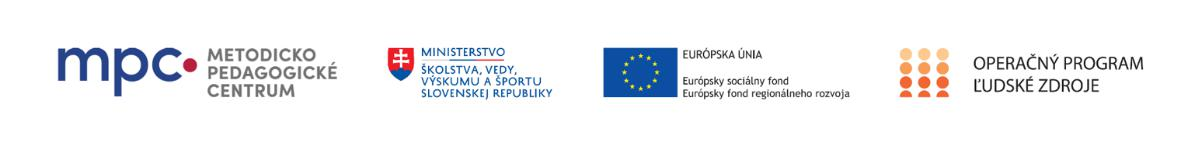 mpc
METODICKO
PEDAGOGICKÉ
CENTRUM
MINISTERSTVO
ŠKOLSTVA, VEDY,
VÝSKUMU A ŠPORTU
SLOVENSKEJ REPUBLIKY
EURÓPSKA ÚNIA
Európsky sociálny fond
Európsky fond regionálneho rozvoja
OPERAČNÝ PROGRAM
ĽUDSKÉ ZDROJE